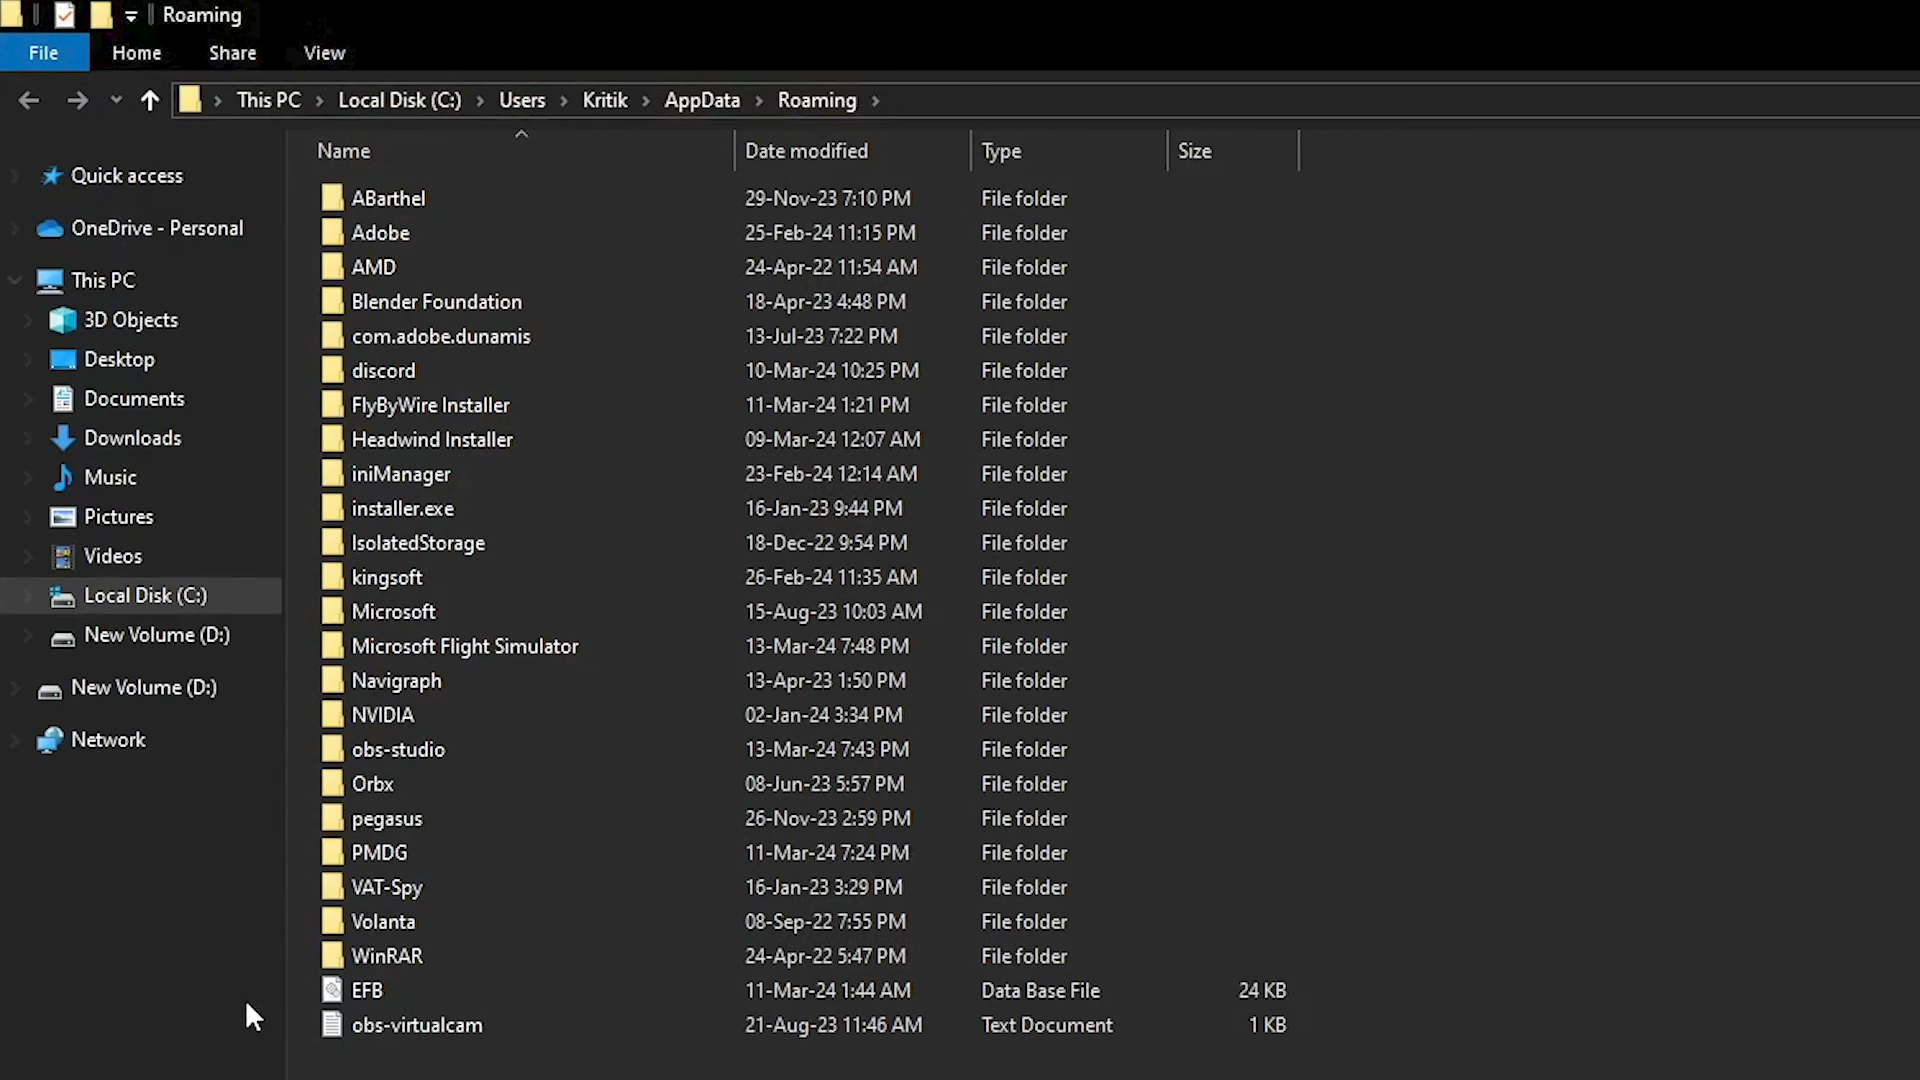 Roaming
File Home Share View
This PC Local Disk (C:) Users Kritik AppData Roaming
Name Date modified Type Size
Quick access
OneDrive - Personal
This PC
3D Objects
Desktop
Documents
Downloads
Music
Pictures
Videos
Local Disk (C:)
New Volume (D:)
New Volume (D:)
Network
ABarthel 29-Nov-23 7:10 PM File folder
Adobe 25-Feb-24 11:15 PM File folder
AMD 24-Apr-22 11:54 AM File folder
Blender Foundation 18-Apr-23 4:48 PM File folder
com.adobe.dunamis 13-Jul-23 7:22 PM File folder
discord 10-Mar-24 10:25 PM File folder
FlyByWire Installer 11-Mar-24 1:21 PM File folder
Headwind Installer 09-Mar-24 12:07 AM File folder
iniManager 23-Feb-24 12:14 AM File folder
installer.exe 16-Jan-23 9:44 PM File folder
IsolatedStorage 18-Dec-22 9:54 PM File folder
kingsoft 26-Feb-24 11:35 AM File folder
Microsoft 15-Aug-23 10:03 AM File folder
Microsoft Flight Simulator 13-Mar-24 7:48 PM File folder
Navigraph 13-Apr-23 1:50 PM File folder
NVIDIA 02-Jan-24 3:34 PM File folder
obs-studio 13-Mar-24 7:43 PM File folder
Orbx 08-Jun-23 5:57 PM File folder
pegasus 26-Nov-23 2:59 PM File folder
PMDG 11-Mar-24 7:24 PM File folder
VAT-Spy 16-Jan-23 3:29 PM File folder
Volanta 08-Sep-22 7:55 PM File folder
WinRAR 24-Apr-22 5:47 PM File folder
EFB 11-Mar-24 1:44 AM Data Base File 24 KB
obs-virtualcam 21-Aug-23 11:46 AM Text Document 1 KB